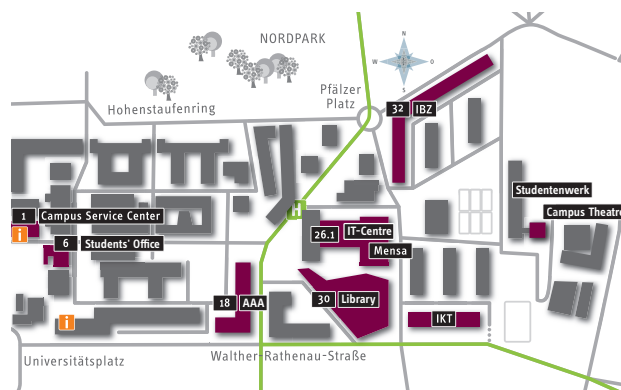 NORDPARK
N
W
O
S
Hohenstaufenring
Pfälzer
Platz
32 IBZ
Studentenwerk
1 Campus Service Center
H
Campus Theatre
i
6 Students' Office
26.1 IT-Centre
Mensa
18 AAA
30 Library
i
IKT
Universitätsplatz
Walther-Rathenau-Straße